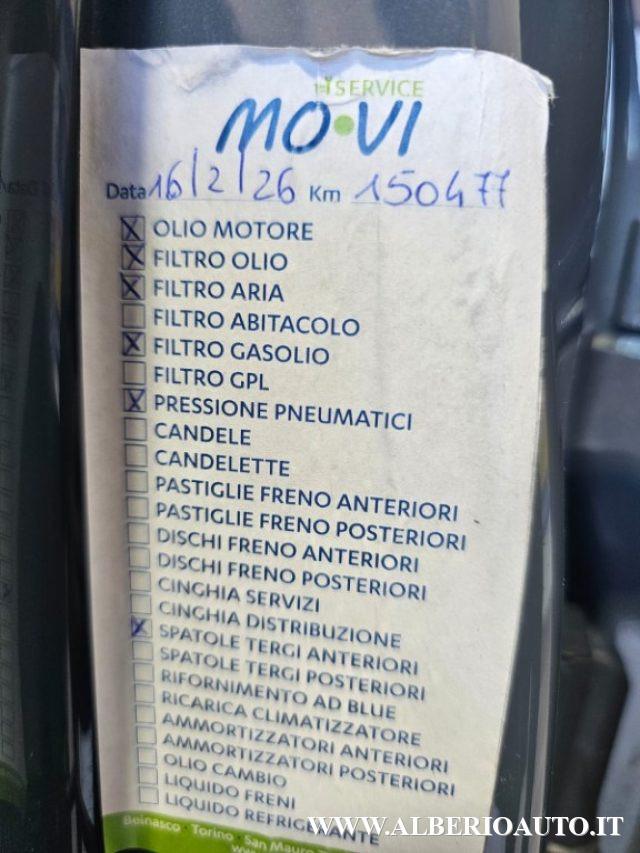 SERVICE
MO·VI
Data 16/2/26 Km 150477
X OLIO MOTORE
X FILTRO OLIO
X FILTRO ARIA
FILTRO ABITACOLO
X FILTRO GASOLIO
FILTRO GPL
X PRESSIONE PNEUMATICI
CANDELE
CANDELETTE
PASTIGLIE FRENO ANTERIORI
PASTIGLIE FRENO POSTERIORI
DISCHI FRENO ANTERIORI
DISCHI FRENO POSTERIORI
CINGHIA SERVIZI
CINGHIA DISTRIBUZIONE
X SPATOLE TERGI ANTERIORI
SPATOLE TERGI POSTERIORI
RIFORNIMENTO AD BLUE
RICARICA CLIMATIZZATORE
AMMORTIZZATORI ANTERIORI
AMMORTIZZATORI POSTERIORI
OLIO CAMBIO
LIQUIDO FRENI
LIQUIDO REFRIGERANTE
Beinasco · Torino · San Mauro
WWW.ALBERIOAUTO.IT